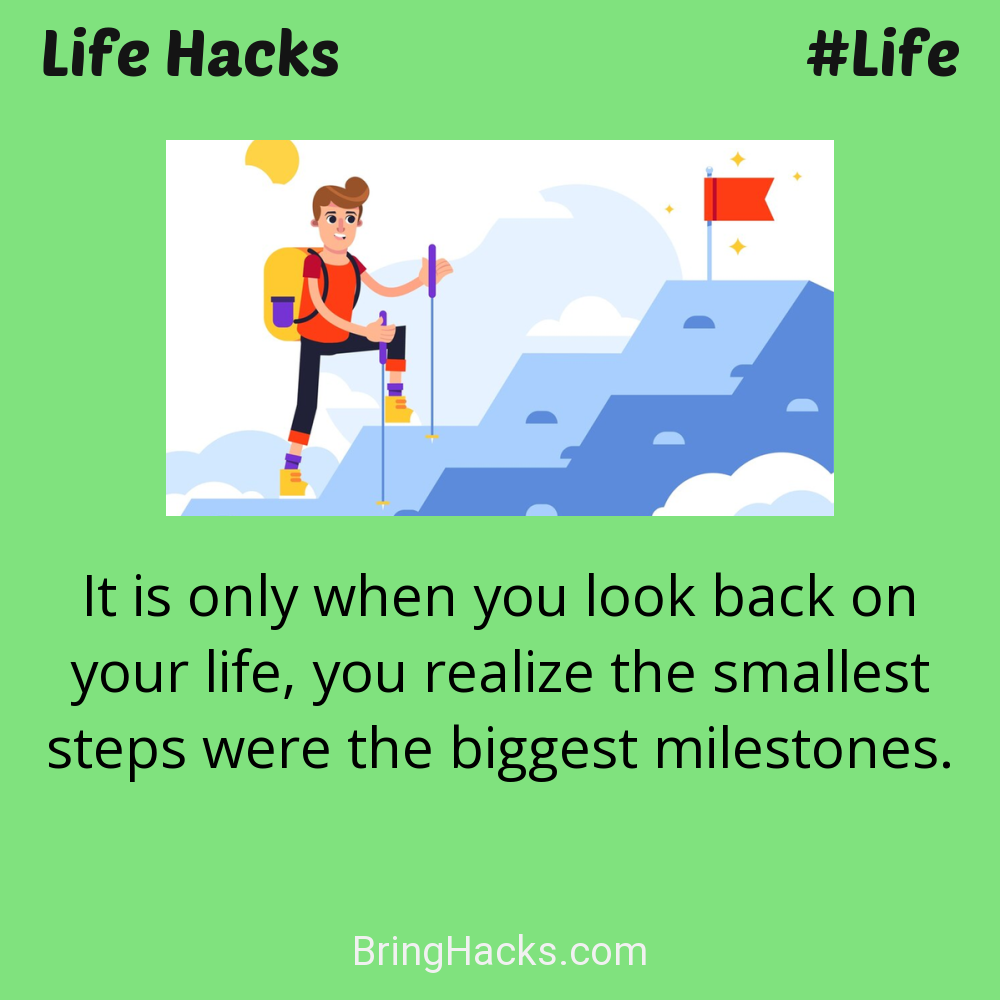 Life Hacks
#Life
It is only when you look back on
your life, you realize the smallest
steps were the biggest milestones.
BringHacks.com